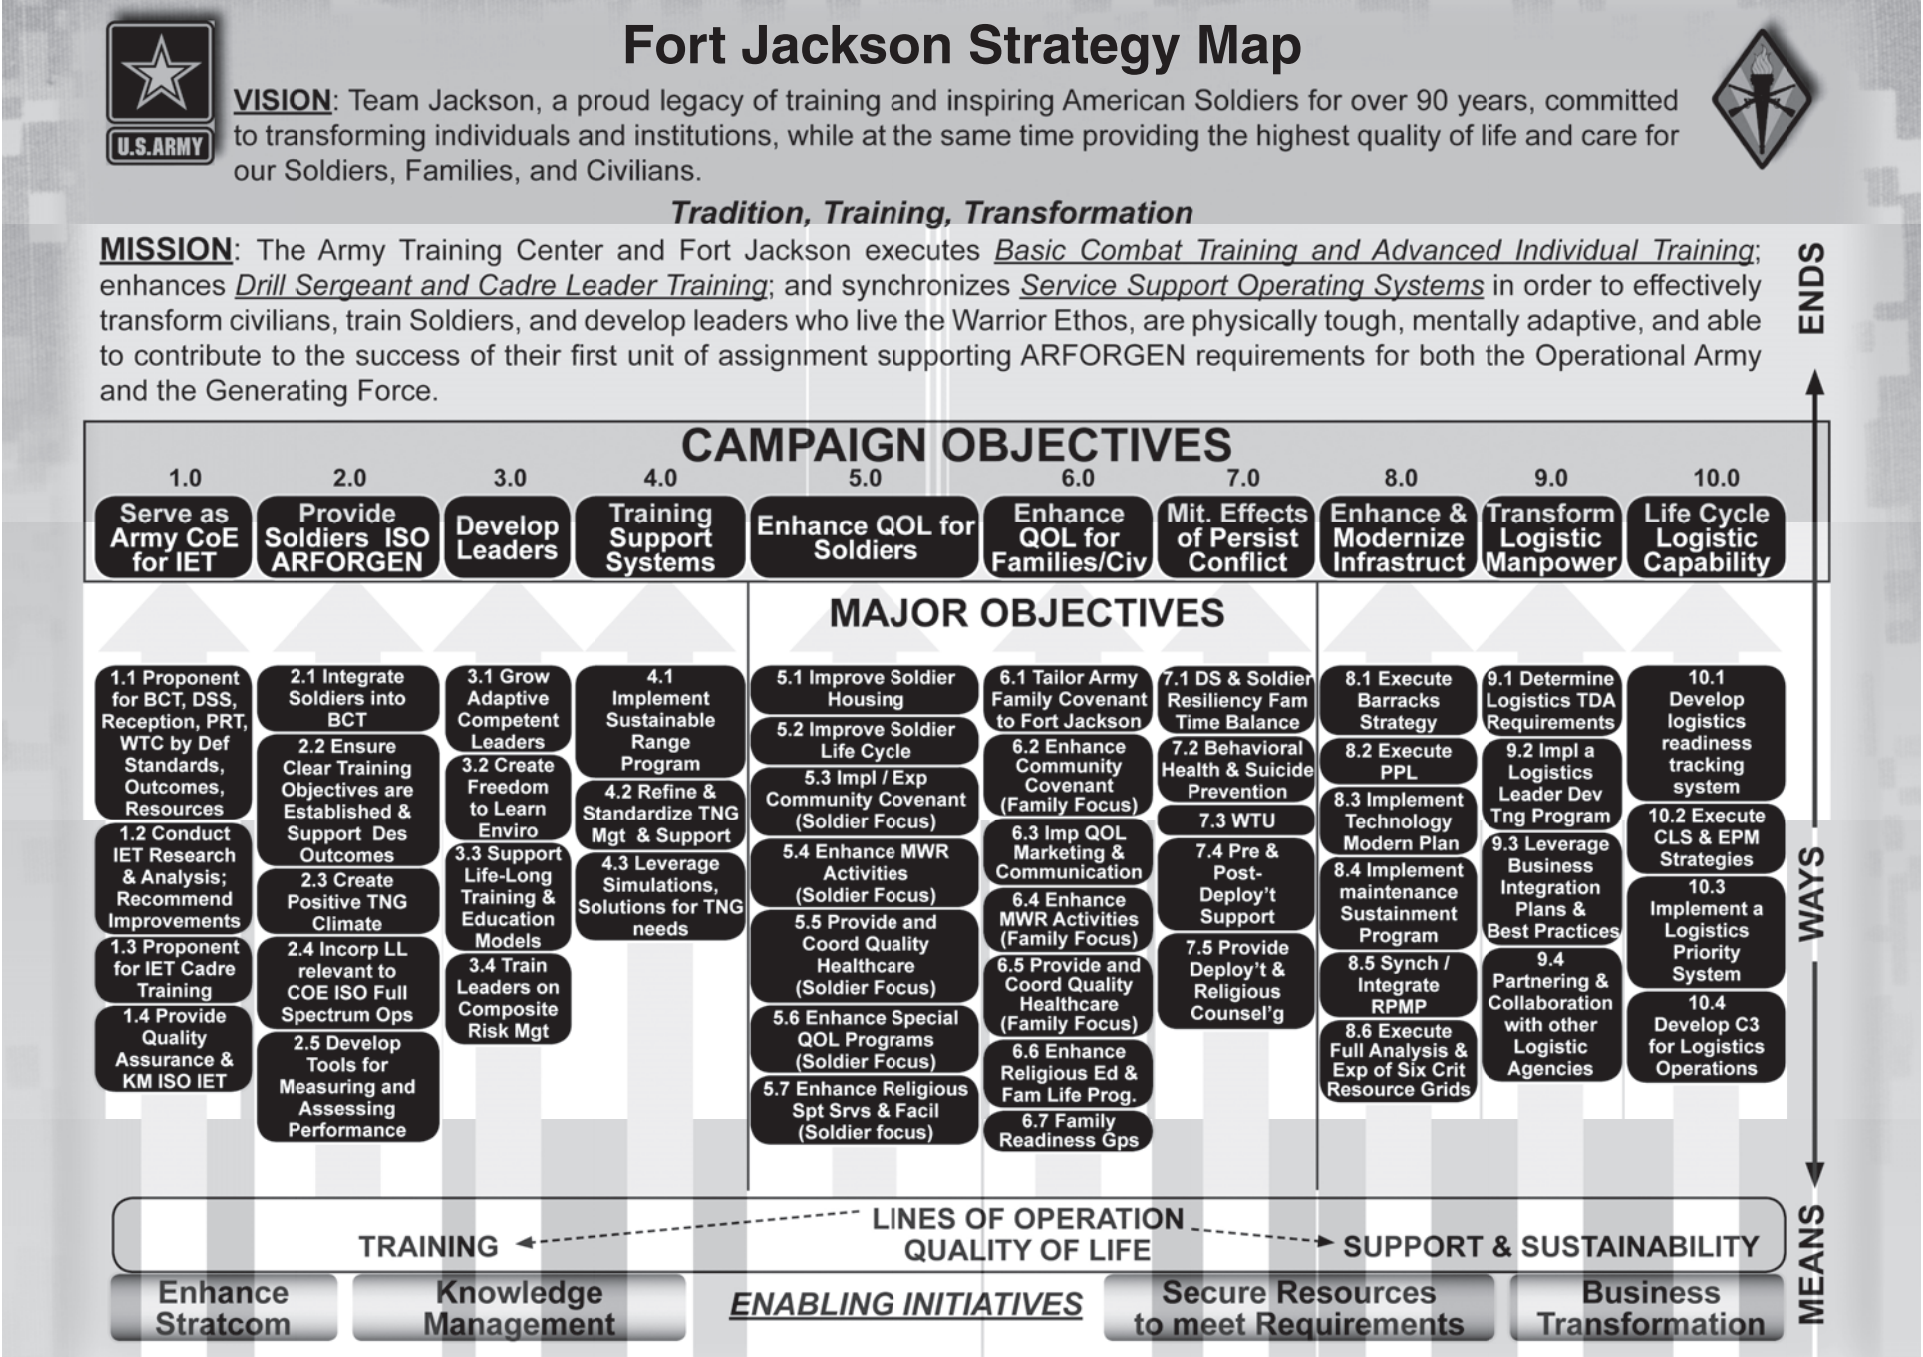 Fort Jackson Strategy Map
U.S.ARMY
VISION: Team Jackson, a proud legacy of training and inspiring American Soldiers for over 90 years, committed
to transforming individuals and institutions, while at the same time providing the highest quality of life and care for
our Soldiers, Families, and Civilians.
Tradition, Training, Transformation
MISSION: The Army Training Center and Fort Jackson executes Basic Combat Training and Advanced Individual Training;
enhances Drill Sergeant and Cadre Leader Training; and synchronizes Service Support Operating Systems in order to effectively
transform civilians, train Soldiers, and develop leaders who live the Warrior Ethos, are physically tough, mentally adaptive, and able
to contribute to the success of their first unit of assignment supporting ARFORGEN requirements for both the Operational Army
and the Generating Force.
ENDS
CAMPAIGN OBJECTIVES
1.0
Serve as
Army CoE
for IET
2.0
Provide
Soldiers ISO
ARFORGEN
3.0
Develop
Leaders
4.0
Training
Support
Systems
5.0
Enhance QOL for
Soldiers
6.0
Enhance
QOL for
Families/Civ
7.0
Mit. Effects
of Persist
Conflict
8.0
Enhance &
Modernize
Infrastruct
9.0
Transform
Logistic
Manpower
10.0
Life Cycle
Logistic
Capability
MAJOR OBJECTIVES
1.1 Proponent
for BCT, DSS,
Reception, PRT,
WTC by Def
Standards,
Outcomes,
Resources
1.2 Conduct
IET Research
& Analysis;
Recommend
Improvements
1.3 Proponent
for IET Cadre
Training
1.4 Provide
Quality
Assurance &
KM ISO IET
2.1 Integrate
Soldiers into
BCT
2.2 Ensure
Clear Training
Objectives are
Established &
Support Des
Outcomes
2.3 Create
Positive TNG
Climate
2.4 Incorp LL
relevant to
COE ISO Full
Spectrum Ops
2.5 Develop
Tools for
Measuring and
Assessing
Performance
3.1 Grow
Adaptive
Competent
Leaders
3.2 Create
Freedom
to Learn
Enviro
3.3 Support
Life-Long
Training &
Education
Models
3.4 Train
Leaders on
Composite
Risk Mgt
4.1
Implement
Sustainable
Range
Program
4.2 Refine &
Standardize TNG
Mgt & Support
4.3 Leverage
Simulations,
Solutions for TNG
needs
5.1 Improve Soldier
Housing
5.2 Improve Soldier
Life Cycle
5.3 Impl / Exp
Community Covenant
(Soldier Focus)
5.4 Enhance MWR
Activities
(Soldier Focus)
5.5 Provide and
Coord Quality
Healthcare
(Soldier Focus)
5.6 Enhance Special
QOL Programs
(Soldier Focus)
5.7 Enhance Religious
Spt Srvs & Facil
(Soldier focus)
6.1 Tailor Army
Family Covenant
to Fort Jackson
6.2 Enhance
Community
Covenant
(Family Focus)
6.3 Imp QOL
Marketing &
Communication
6.4 Enhance
MWR Activities
(Family Focus)
6.5 Provide and
Coord Quality
Healthcare
(Family Focus)
6.6 Enhance
Religious Ed &
Fam Life Prog.
6.7 Family
Readiness Gps
7.1 DS & Soldier
Resiliency Fam
Time Balance
7.2 Behavioral
Health & Suicide
Prevention
7.3 WTU
7.4 Pre &
Post-
Deploy't
Support
7.5 Provide
Deploy't &
Religious
Counsel'g
8.1 Execute
Barracks
Strategy
8.2 Execute
PPL
8.3 Implement
Technology
Modern Plan
8.4 Implement
maintenance
Sustainment
Program
8.5 Synch /
Integrate
RPMP
8.6 Execute
Full Analysis &
Exp of Six Crit
Resource Grids
9.1 Determine
Logistics TDA
Requirements
9.2 Impl a
Logistics
Leader Dev
Tng Program
9.3 Leverage
Business
Integration
Plans &
Best Practices
9.4
Partnering &
Collaboration
with other
Logistic
Agencies
10.1
Develop
logistics
readiness
tracking
system
10.2 Execute
CLS & EPM
Strategies
10.3
Implement a
Logistics
Priority
System
10.4
Develop C3
for Logistics
Operations
WAYS
LINES OF OPERATION
TRAINING
QUALITY OF LIFE
SUPPORT & SUSTAINABILITY
MEANS
Enhance
Stratcom
Knowledge
Management
ENABLING INITIATIVES
Secure Resources
to meet Requirements
Business
Transformation